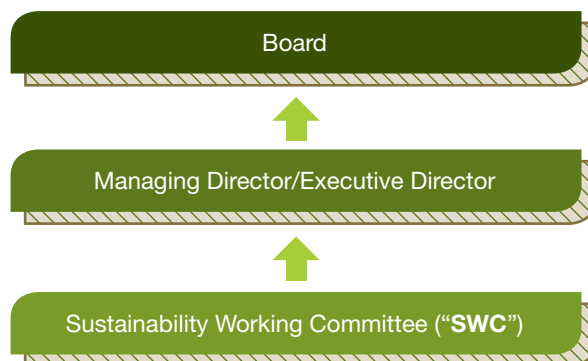 Board
Managing Director/Executive Director
Sustainability Working Committee (“SWC”)